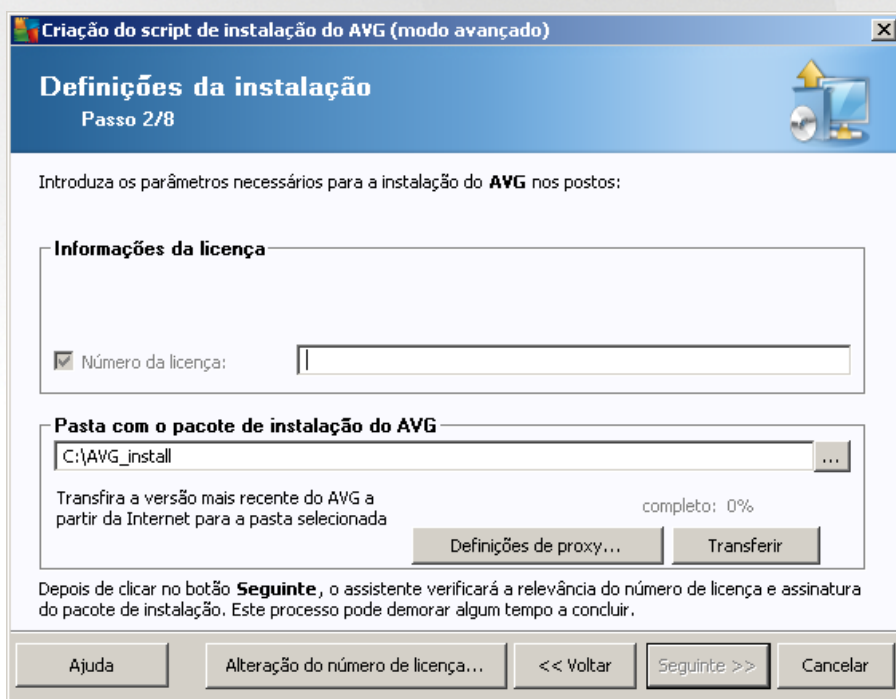 Criação do script de instalação do AVG (modo avançado)
Definições da instalação
Passo 2/8
Introduza os parâmetros necessários para a instalação do AVG nos postos:
Informações da licença
Número da licença:
Pasta com o pacote de instalação do AVG
C:\AVG_install
...
Transfira a versão mais recente do AVG a
partir da Internet para a pasta selecionada
completo: 0%
Definições de proxy...
Transferir
Depois de clicar no botão Seguinte, o assistente verificará a relevância do número de licença e assinatura
do pacote de instalação. Este processo pode demorar algum tempo a concluir.
Ajuda
Alteração do número de licença...
<< Voltar
Seguinte >>
Cancelar